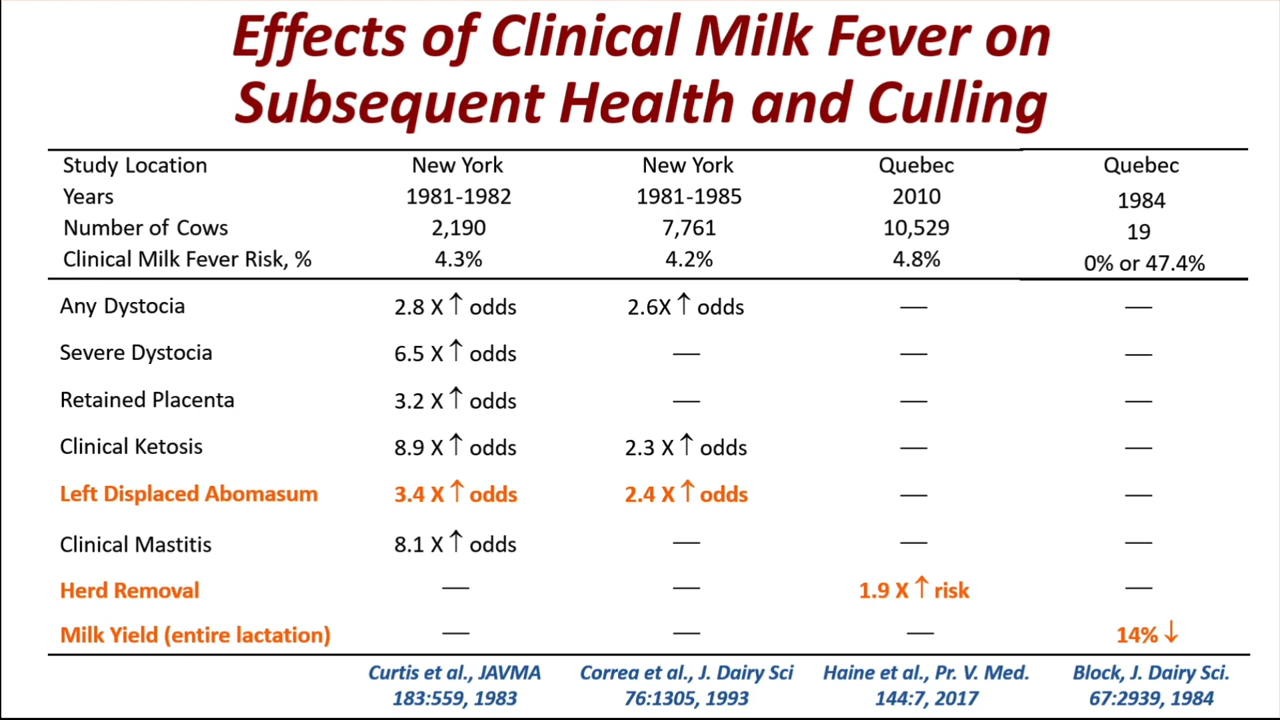 Effects of Clinical Milk Fever on
Subsequent Health and Culling
Study Location New York New York Quebec Quebec
Years 1981-1982 1981-1985 2010 1984
Number of Cows 2,190 7,761 10,529 19
Clinical Milk Fever Risk, % 4.3% 4.2% 4.8% 0% or 47.4%
Any Dystocia 2.8 X ↑ odds 2.6X ↑ odds — —
Severe Dystocia 6.5 X ↑ odds — — —
Retained Placenta 3.2 X ↑ odds — — —
Clinical Ketosis 8.9 X ↑ odds 2.3 X ↑ odds — —
Left Displaced Abomasum 3.4 X ↑ odds 2.4 X ↑ odds — —
Clinical Mastitis 8.1 X ↑ odds — — —
Herd Removal — — 1.9 X ↑ risk —
Milk Yield (entire lactation) — — — 14% ↓
Curtis et al., JAVMA Correa et al., J. Dairy Sci Haine et al., Pr. V. Med. Block, J. Dairy Sci.
183:559, 1983 76:1305, 1993 144:7, 2017 67:2939, 1984